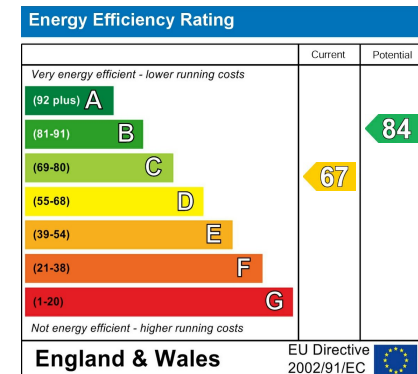 Energy Efficiency Rating
Current Potential
Very energy efficient - lower running costs
(92 plus) A
(81-91) B
84
(69-80) C
67
(55-68) D
(39-54) E
(21-38) F
(1-20) G
Not energy efficient - higher running costs
England & Wales
EU Directive
2002/91/EC